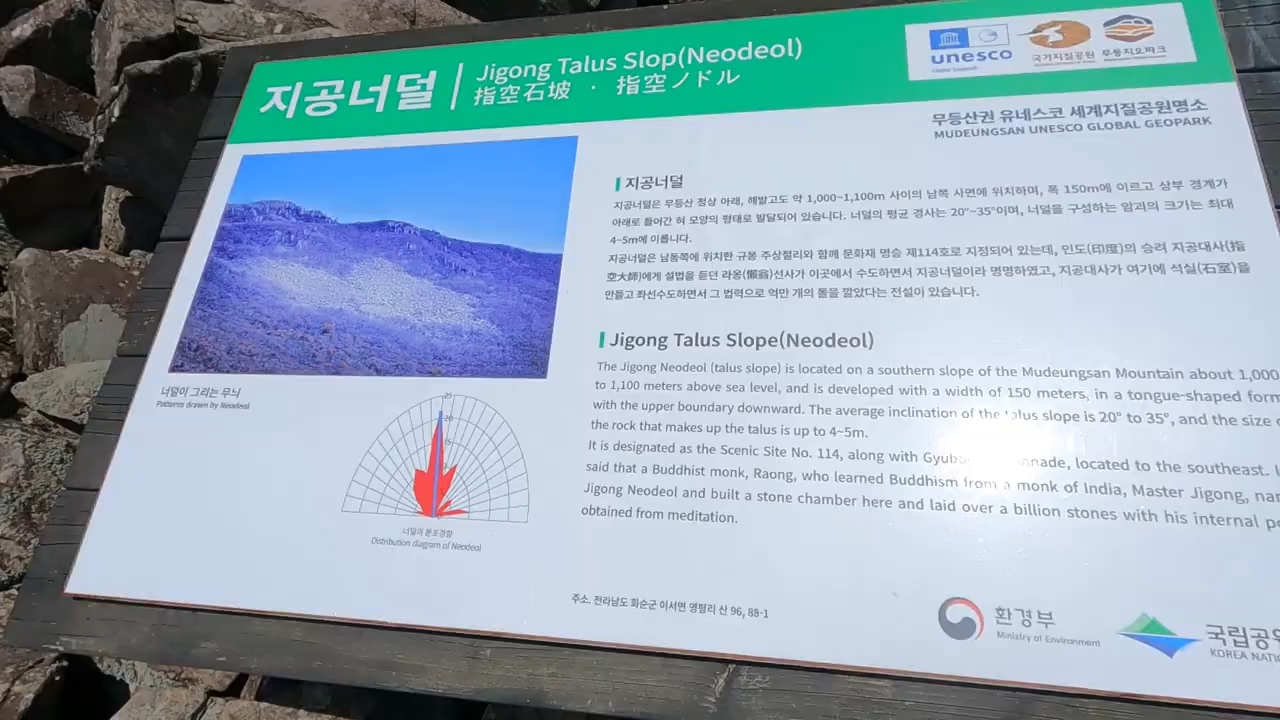 지공너덜
Jigong Talus Slop(Neodeol)
指空石坡 · 指空ノドル
unesco
Global Geopark
국가지질공원
무등지오파크
무등산권 유네스코 세계지질공원명소
MUDEUNGSAN UNESCO GLOBAL GEOPARK
너덜이 그리는 무늬
Patterns drawn by Neodeol
25
20
너덜의 분포경향
Distribution diagram of Neodeol
지공너덜
지공너덜은 무등산 정상 아래, 해발고도 약 1,000~1,100m 사이의 남쪽 사면에 위치하며, 폭 150m에 이르고 상부 경계가
아래로 들어간 혀 모양의 형태로 발달되어 있습니다. 너덜의 평균 경사는 20°~35°이며, 너덜을 구성하는 암괴의 크기는 최대
4~5m에 이릅니다.
지공너덜은 남동쪽에 위치한 규봉 주상절리와 함께 문화재 명승 제114호로 지정되어 있는데, 인도(印度)의 승려 지공대사(指
空大師)에게 설법을 듣던 라옹(懶翁)선사가 이곳에서 수도하면서 지공너덜이라 명명하였고, 지공대사가 여기에 석실(石室)을
만들고 좌선수도하면서 그 법력으로 억만 개의 돌을 깔았다는 전설이 있습니다.
Jigong Talus Slope(Neodeol)
The Jigong Neodeol (talus slope) is located on a southern slope of the Mudeungsan Mountain about 1,000
to 1,100 meters above sea level, and is developed with a width of 150 meters, in a tongue-shaped form
with the upper boundary downward. The average inclination of the talus slope is 20° to 35°, and the size
the rock that makes up the talus is up to 4~5m.
It is designated as the Scenic Site No. 114, along with located to the southeast.
said that a Buddhist monk, Raong, who learned Buddhism from a monk of India, Master Jigong,
Jigong Neodeol and built a stone chamber here and laid over a billion stones with his internal
obtained from meditation.
주소. 전라남도 화순군 이서면 영평리 산 96, 88-1
환경부
Ministry of Environment
국립공
KOREA